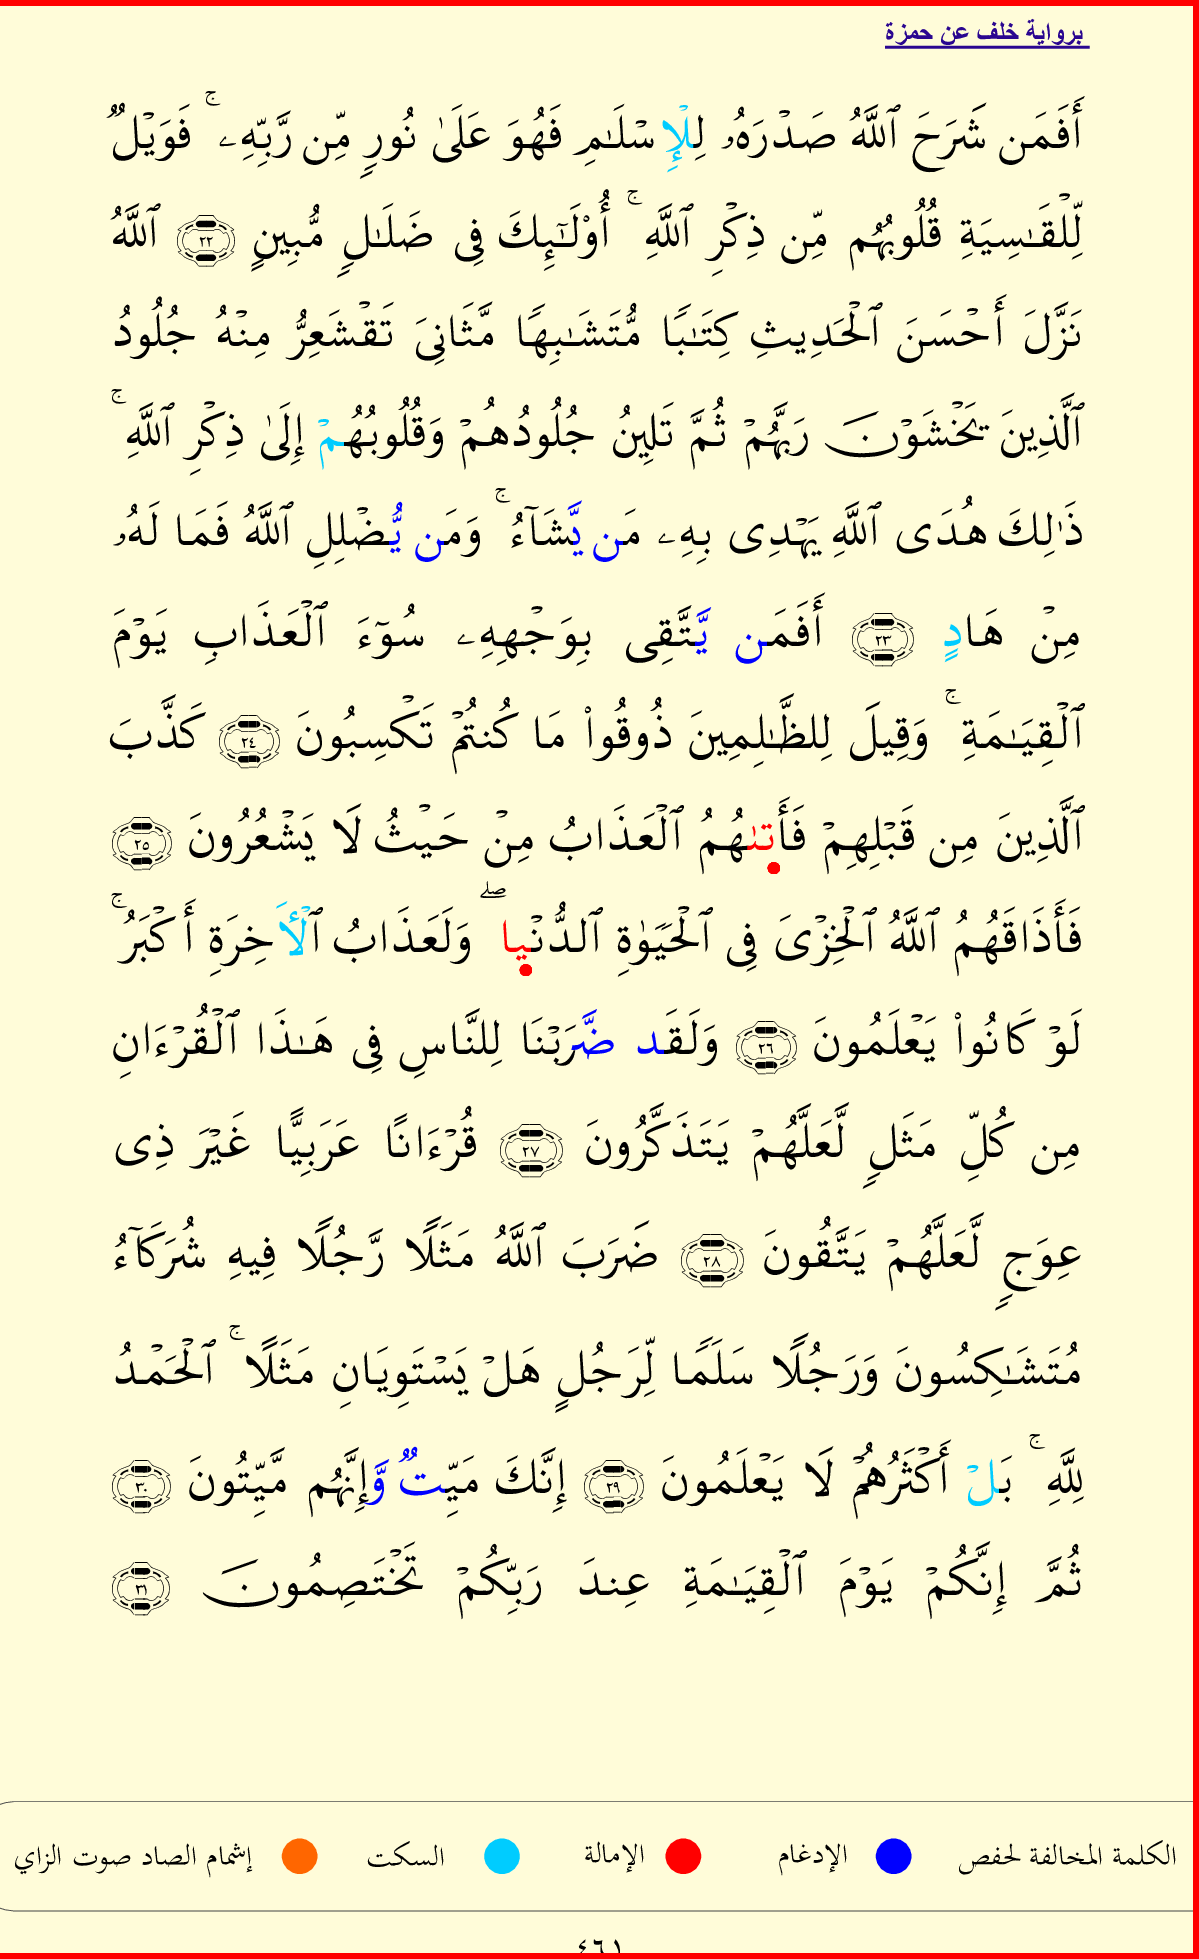 برواية خلف عن حمزة
أَفَمَن شَرَحَ ٱللَّهُ صَدْرَهُۥ لِلْإِسْلَٰمِ فَهُوَ عَلَىٰ نُورٍ مِّن رَّبِّهِۦ ۚ فَوَيْلٌ
لِّلْقَٰسِيَةِ قُلُوبُهُم مِّن ذِكْرِ ٱللَّهِ ۚ أُوْلَٰٓئِكَ فِى ضَلَٰلٍ مُّبِينٍ ٢٢ ٱللَّهُ
نَزَّلَ أَحْسَنَ ٱلْحَدِيثِ كِتَٰبًا مُّتَشَٰبِهًا مَّثَانِىَ تَقْشَعِرُّ مِنْهُ جُلُودُ
ٱلَّذِينَ يَخْشَوْنَ رَبَّهُمْ ثُمَّ تَلِينُ جُلُودُهُمْ وَقُلُوبُهُمْ إِلَىٰ ذِكْرِ ٱللَّهِ ۚ
ذَٰلِكَ هُدَى ٱللَّهِ يَهْدِى بِهِۦ مَن يَّشَآءُ ۚ وَمَن يُّضْلِلِ ٱللَّهُ فَمَا لَهُۥ
مِنْ هَادٍ ٢٣ أَفَمَن يَّتَّقِى بِوَجْهِهِۦ سُوٓءَ ٱلْعَذَابِ يَوْمَ
ٱلْقِيَٰمَةِ ۚ وَقِيلَ لِلظَّٰلِمِينَ ذُوقُواْ مَا كُنتُمْ تَكْسِبُونَ ٢٤ كَذَّبَ
ٱلَّذِينَ مِن قَبْلِهِمْ فَأَتىٰهُمُ ٱلْعَذَابُ مِنْ حَيْثُ لَا يَشْعُرُونَ ٢٥
فَأَذَاقَهُمُ ٱللَّهُ ٱلْخِزْىَ فِى ٱلْحَيَوٰةِ ٱلدُّنْيا ۖ وَلَعَذَابُ ٱلْأَخِرَةِ أَكْبَرُ ۚ
لَوْ كَانُواْ يَعْلَمُونَ ٢٦ وَلَقَد ضَّرَبْنَا لِلنَّاسِ فِى هَٰذَا ٱلْقُرْءَانِ
مِن كُلِّ مَثَلٍ لَّعَلَّهُمْ يَتَذَكَّرُونَ ٢٧ قُرْءَانًا عَرَبِيًّا غَيْرَ ذِى
عِوَجٍ لَّعَلَّهُمْ يَتَّقُونَ ٢٨ ضَرَبَ ٱللَّهُ مَثَلًا رَّجُلًا فِيهِ شُرَكَآءُ
مُتَشَٰكِسُونَ وَرَجُلًا سَلَمًا لِّرَجُلٍ هَلْ يَسْتَوِيَانِ مَثَلًا ۚ ٱلْحَمْدُ
لِلَّهِ ۚ بَلْ أَكْثَرُهُمْ لَا يَعْلَمُونَ ٢٩ إِنَّكَ مَيِّتٌ وَّإِنَّهُم مَّيِّتُونَ ٣٠
ثُمَّ إِنَّكُمْ يَوْمَ ٱلْقِيَٰمَةِ عِندَ رَبِّكُمْ تَخْتَصِمُونَ ٣١
الكلمة المخالفة لحفص الإدغام الإمالة السكت إشمام الصاد صوت الزاي
٤٦١